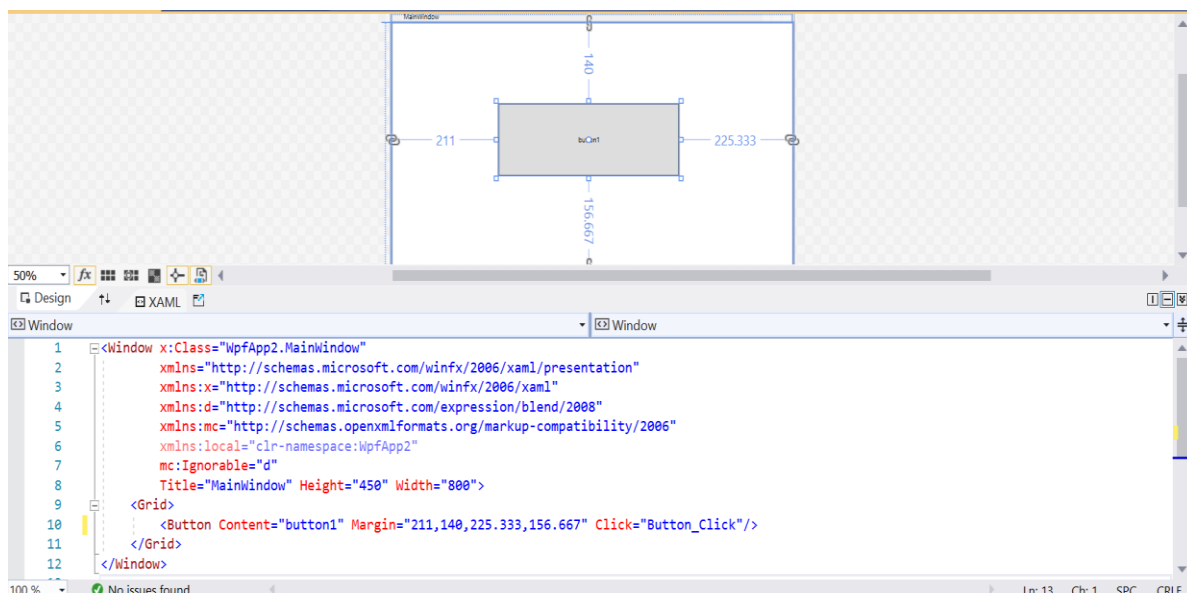 MainWindow
140
211
button1
225.333
156.667
50%
fx
Design
XAML
Window
Window
1 <Window x:Class="WpfApp2.MainWindow"
2 xmlns="http://schemas.microsoft.com/winfx/2006/xaml/presentation"
3 xmlns:x="http://schemas.microsoft.com/winfx/2006/xaml"
4 xmlns:d="http://schemas.microsoft.com/expression/blend/2008"
5 xmlns:mc="http://schemas.openxmlformats.org/markup-compatibility/2006"
6 xmlns:local="clr-namespace:WpfApp2"
7 mc:Ignorable="d"
8 Title="MainWindow" Height="450" Width="800">
9 <Grid>
10 <Button Content="button1" Margin="211,140,225.333,156.667" Click="Button_Click"/>
11 </Grid>
12 </Window>
100 % No issues found Ln: 13 Ch: 1 SPC CRLF